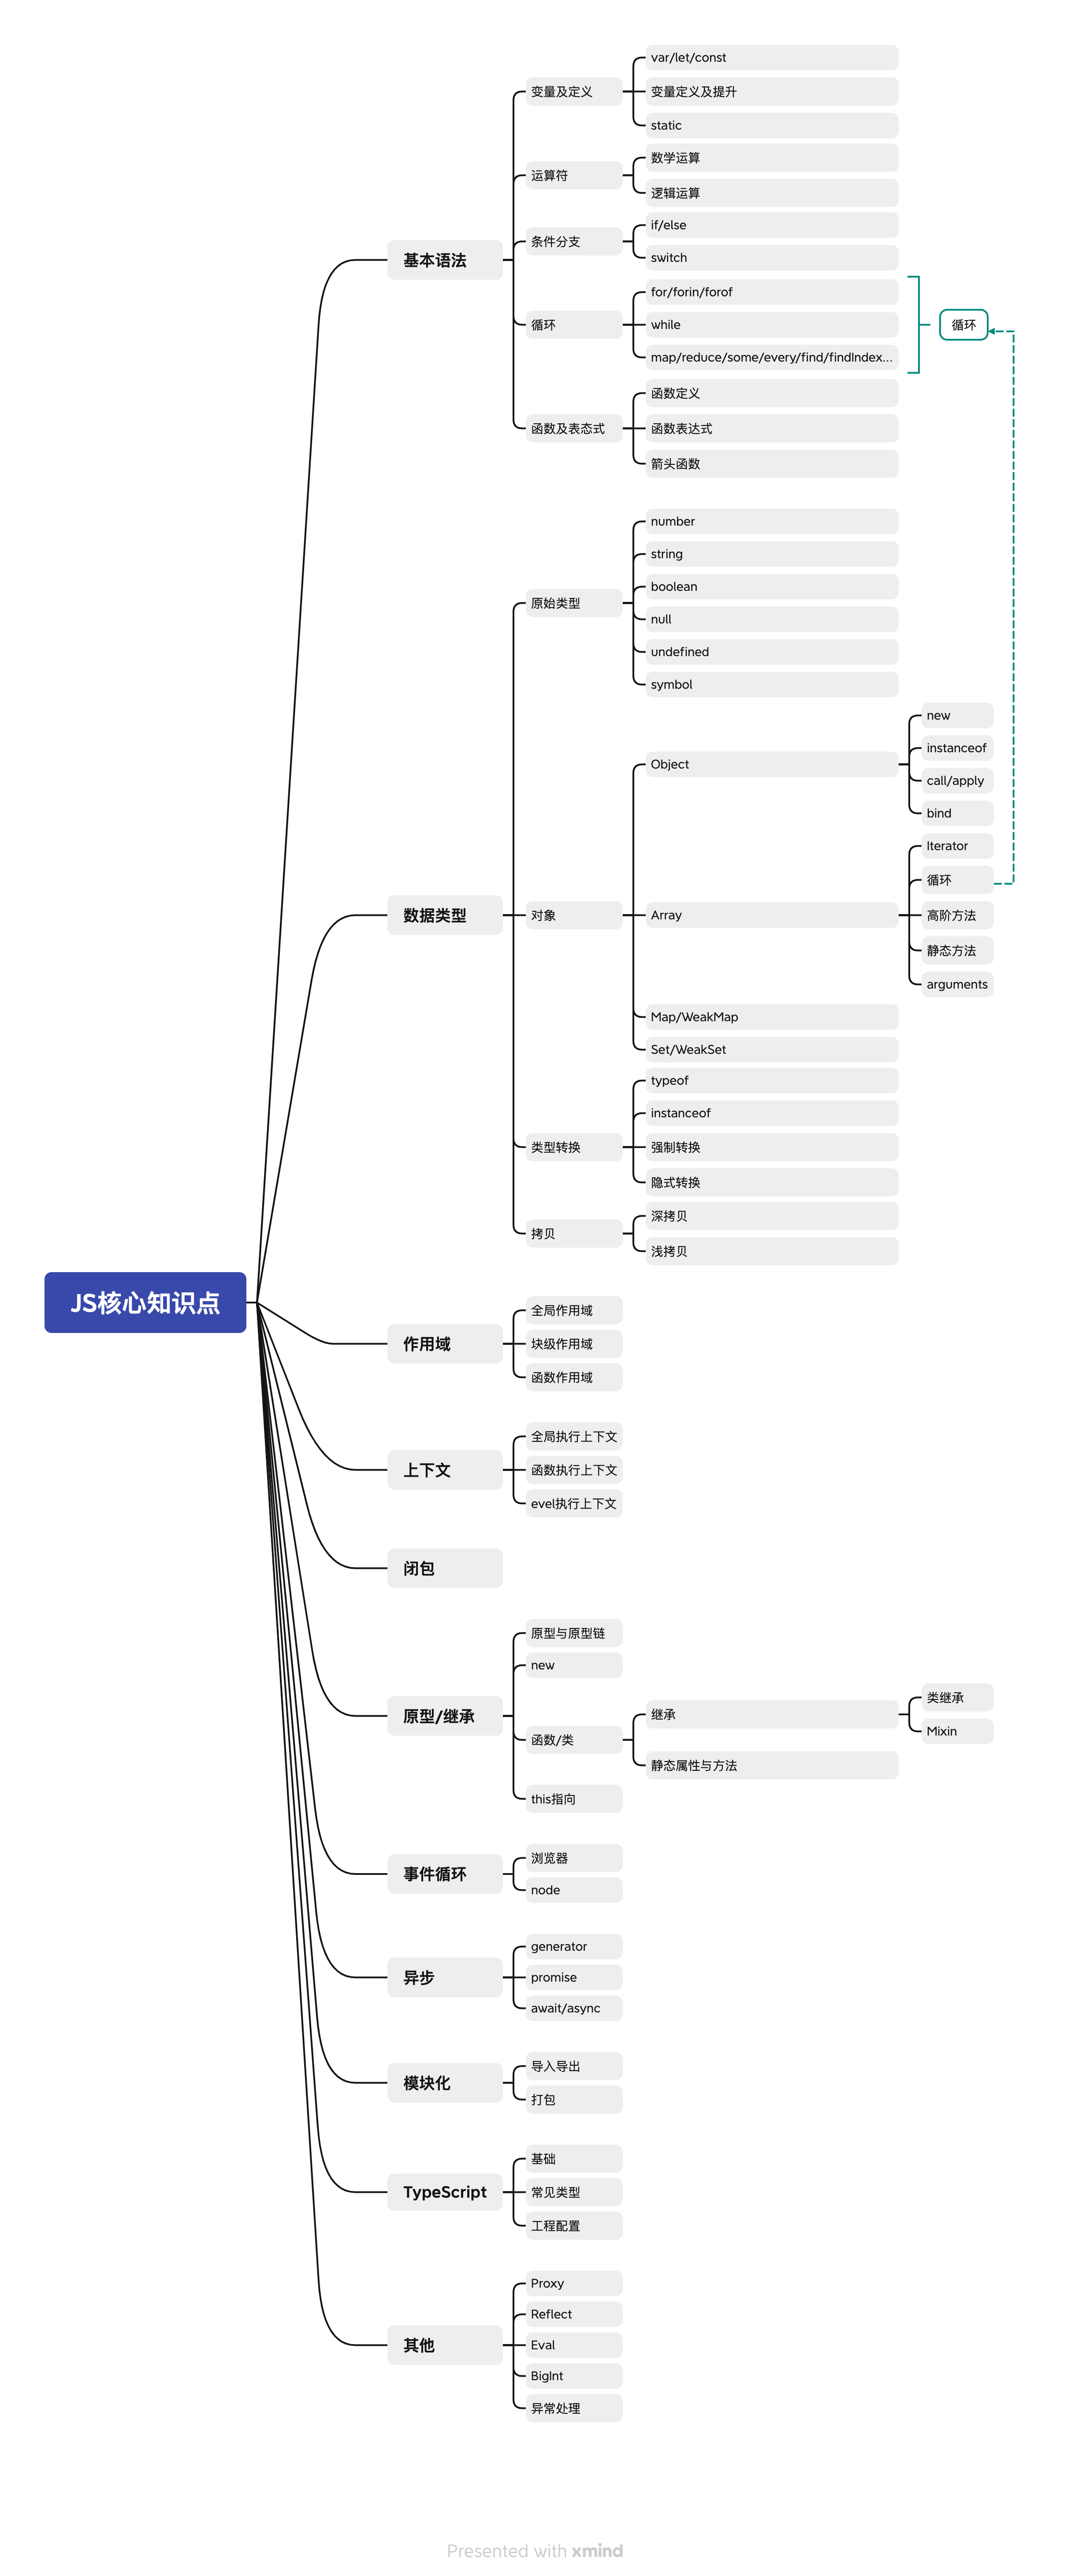 JS核心知识点
基本语法
变量及定义
var/let/const
变量定义及提升
static
运算符
数学运算
逻辑运算
条件分支
if/else
switch
循环
for/forin/forof
while
map/reduce/some/every/find/findIndex...
循环
函数及表态式
函数定义
函数表达式
箭头函数
数据类型
原始类型
number
string
boolean
null
undefined
symbol
对象
Object
new
instanceof
call/apply
bind
Array
Iterator
循环
高阶方法
静态方法
arguments
Map/WeakMap
Set/WeakSet
类型转换
typeof
instanceof
强制转换
隐式转换
拷贝
深拷贝
浅拷贝
作用域
全局作用域
块级作用域
函数作用域
上下文
全局执行上下文
函数执行上下文
evel执行上下文
闭包
原型/继承
原型与原型链
new
函数/类
继承
类继承
Mixin
静态属性与方法
this指向
事件循环
浏览器
node
异步
generator
promise
await/async
模块化
导入导出
打包
TypeScript
基础
常见类型
工程配置
其他
Proxy
Reflect
Eval
BigInt
异常处理
Presented with xmind